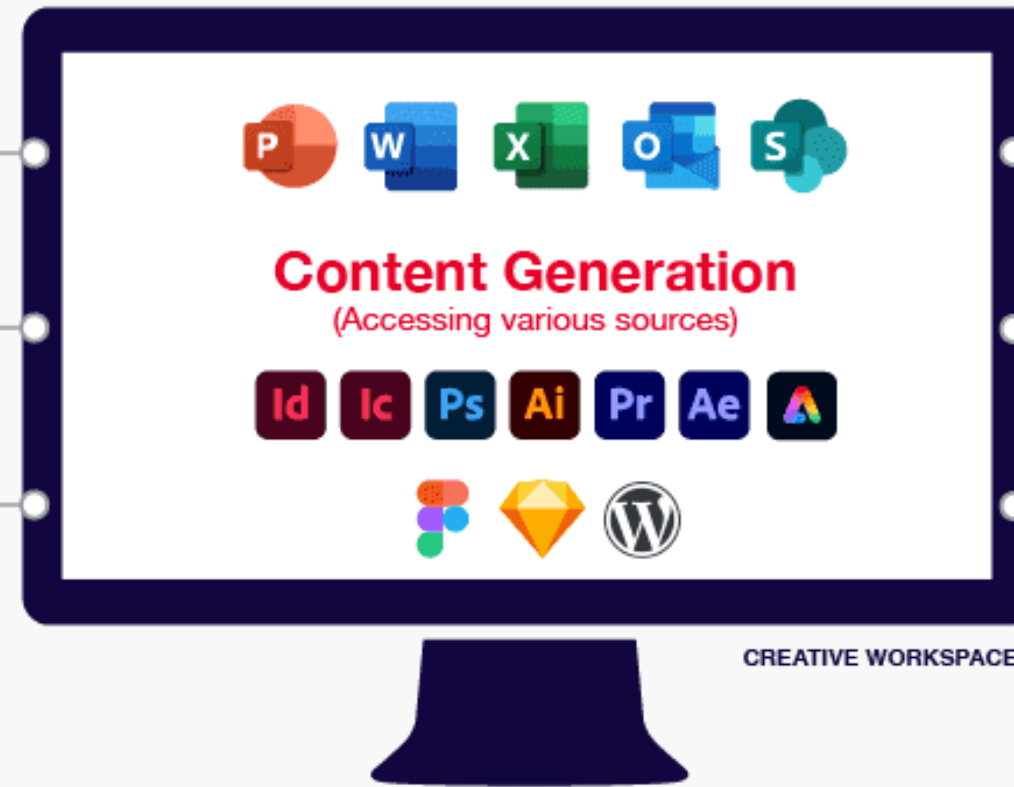 P W X O S
Content Generation
(Accessing various sources)
Id Ic Ps Ai Pr Ae
W
CREATIVE WORKSPACE